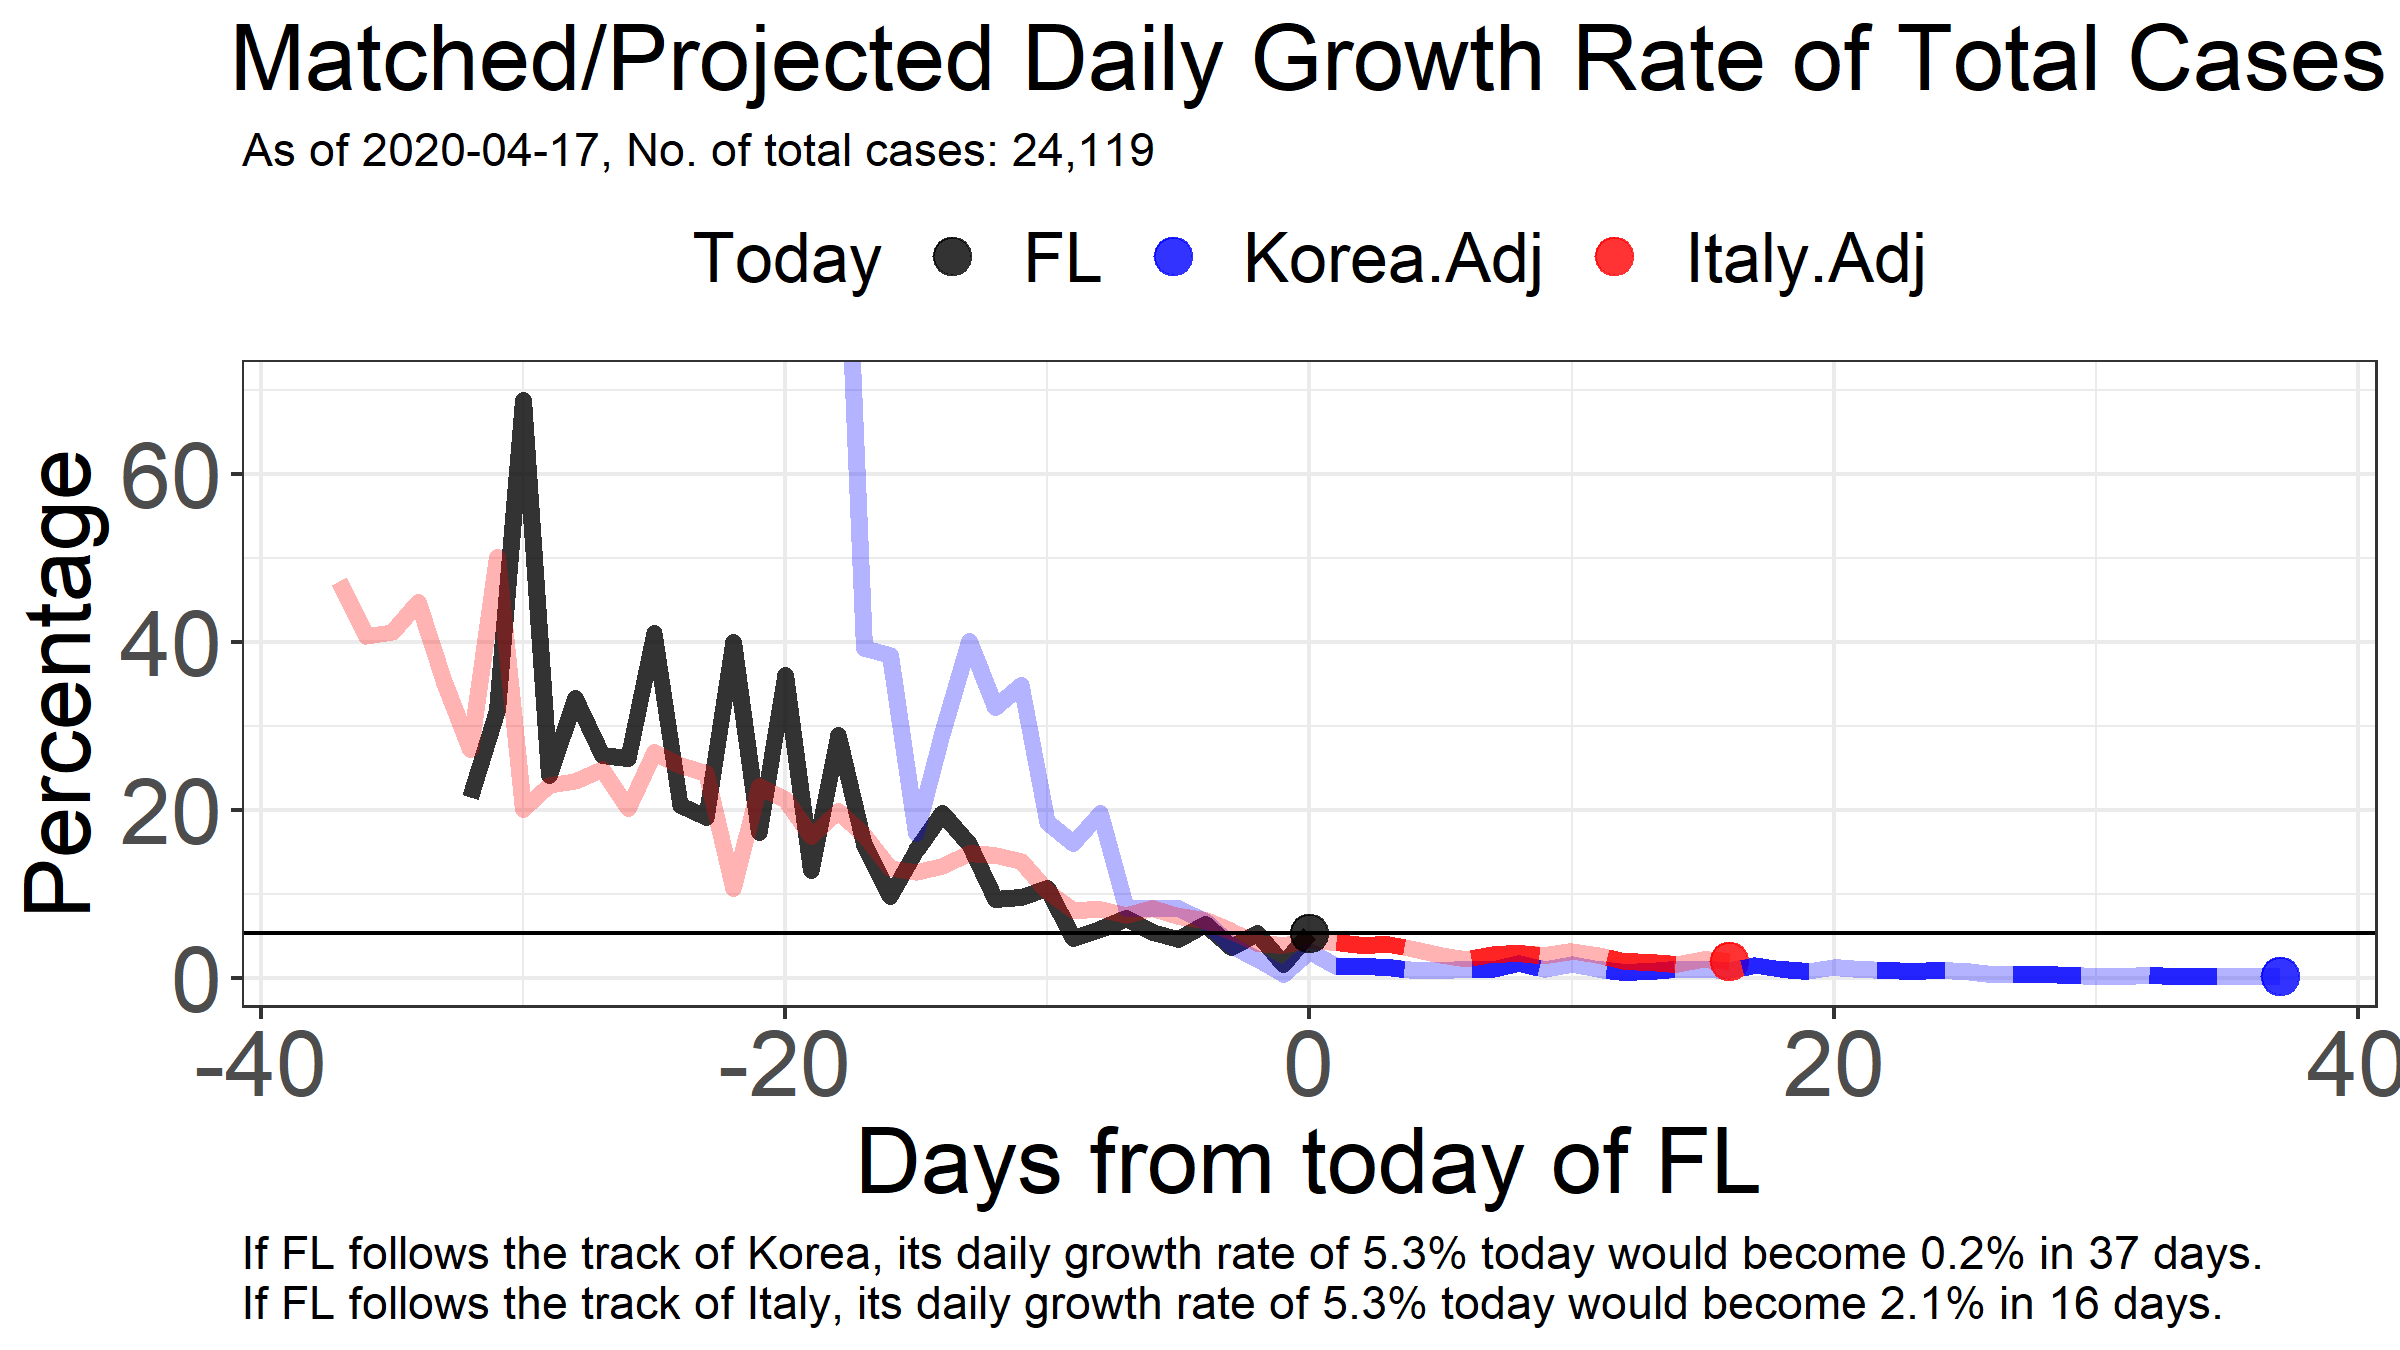 Matched/Projected Daily Growth Rate of Total Cases
As of 2020-04-17, No. of total cases: 24,119
Today FL Korea.Adj Italy.Adj
Percentage
60
40
20
0
-40 -20 0 20 40
Days from today of FL
If FL follows the track of Korea, its daily growth rate of 5.3% today would become 0.2% in 37 days.
If FL follows the track of Italy, its daily growth rate of 5.3% today would become 2.1% in 16 days.